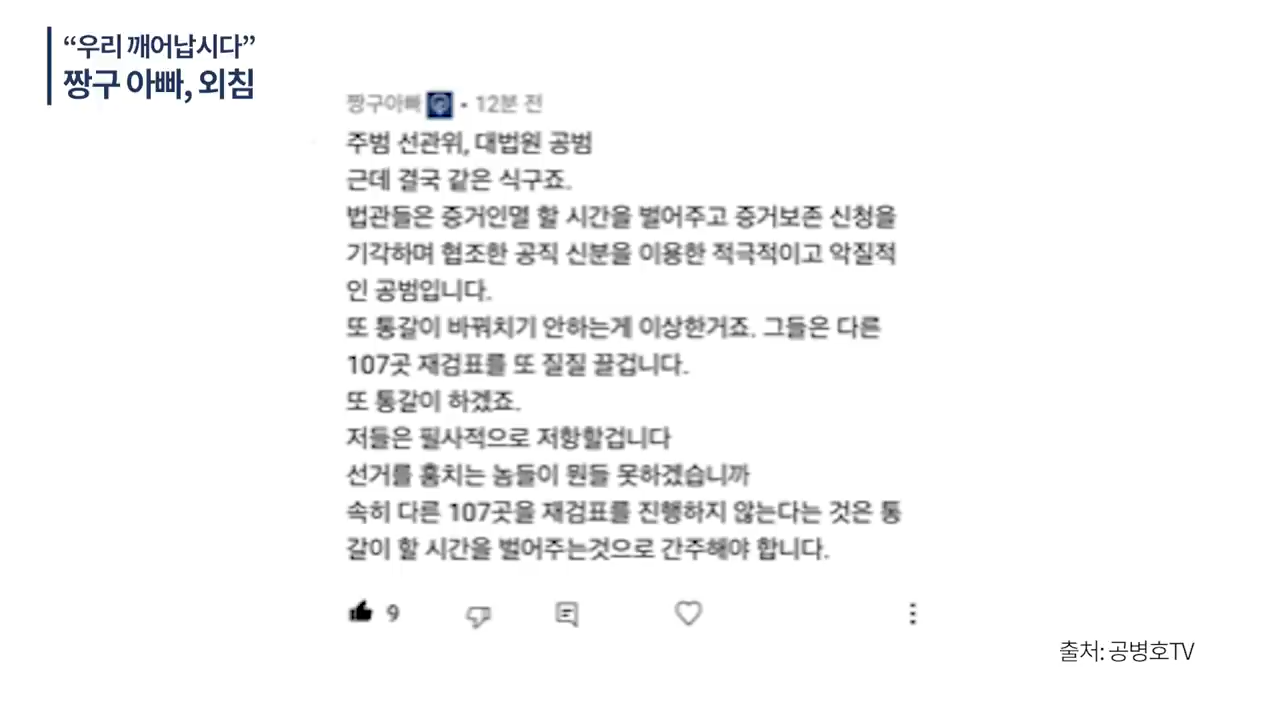 “우리 깨어납시다”
짱구 아빠, 외침
짱구아빠 • 12분 전
주범 선관위, 대법원 공범
근데 결국 같은 식구죠.
법관들은 증거인멸 할 시간을 벌어주고 증거보존 신청을
기각하며 협조한 공직 신분을 이용한 적극적이고 악질적
인 공범입니다.
또 통갈이 바꿔치기 안하는게 이상한거죠. 그들은 다른
107곳 재검표를 또 질질 끌겁니다.
또 통갈이 하겠죠.
저들은 필사적으로 저항할겁니다
선거를 훔치는 놈들이 뭔들 못하겠습니까
속히 다른 107곳을 재검표를 진행하지 않는다는 것은 통
갈이 할 시간을 벌어주는것으로 간주해야 합니다.
9
출처: 공병호TV